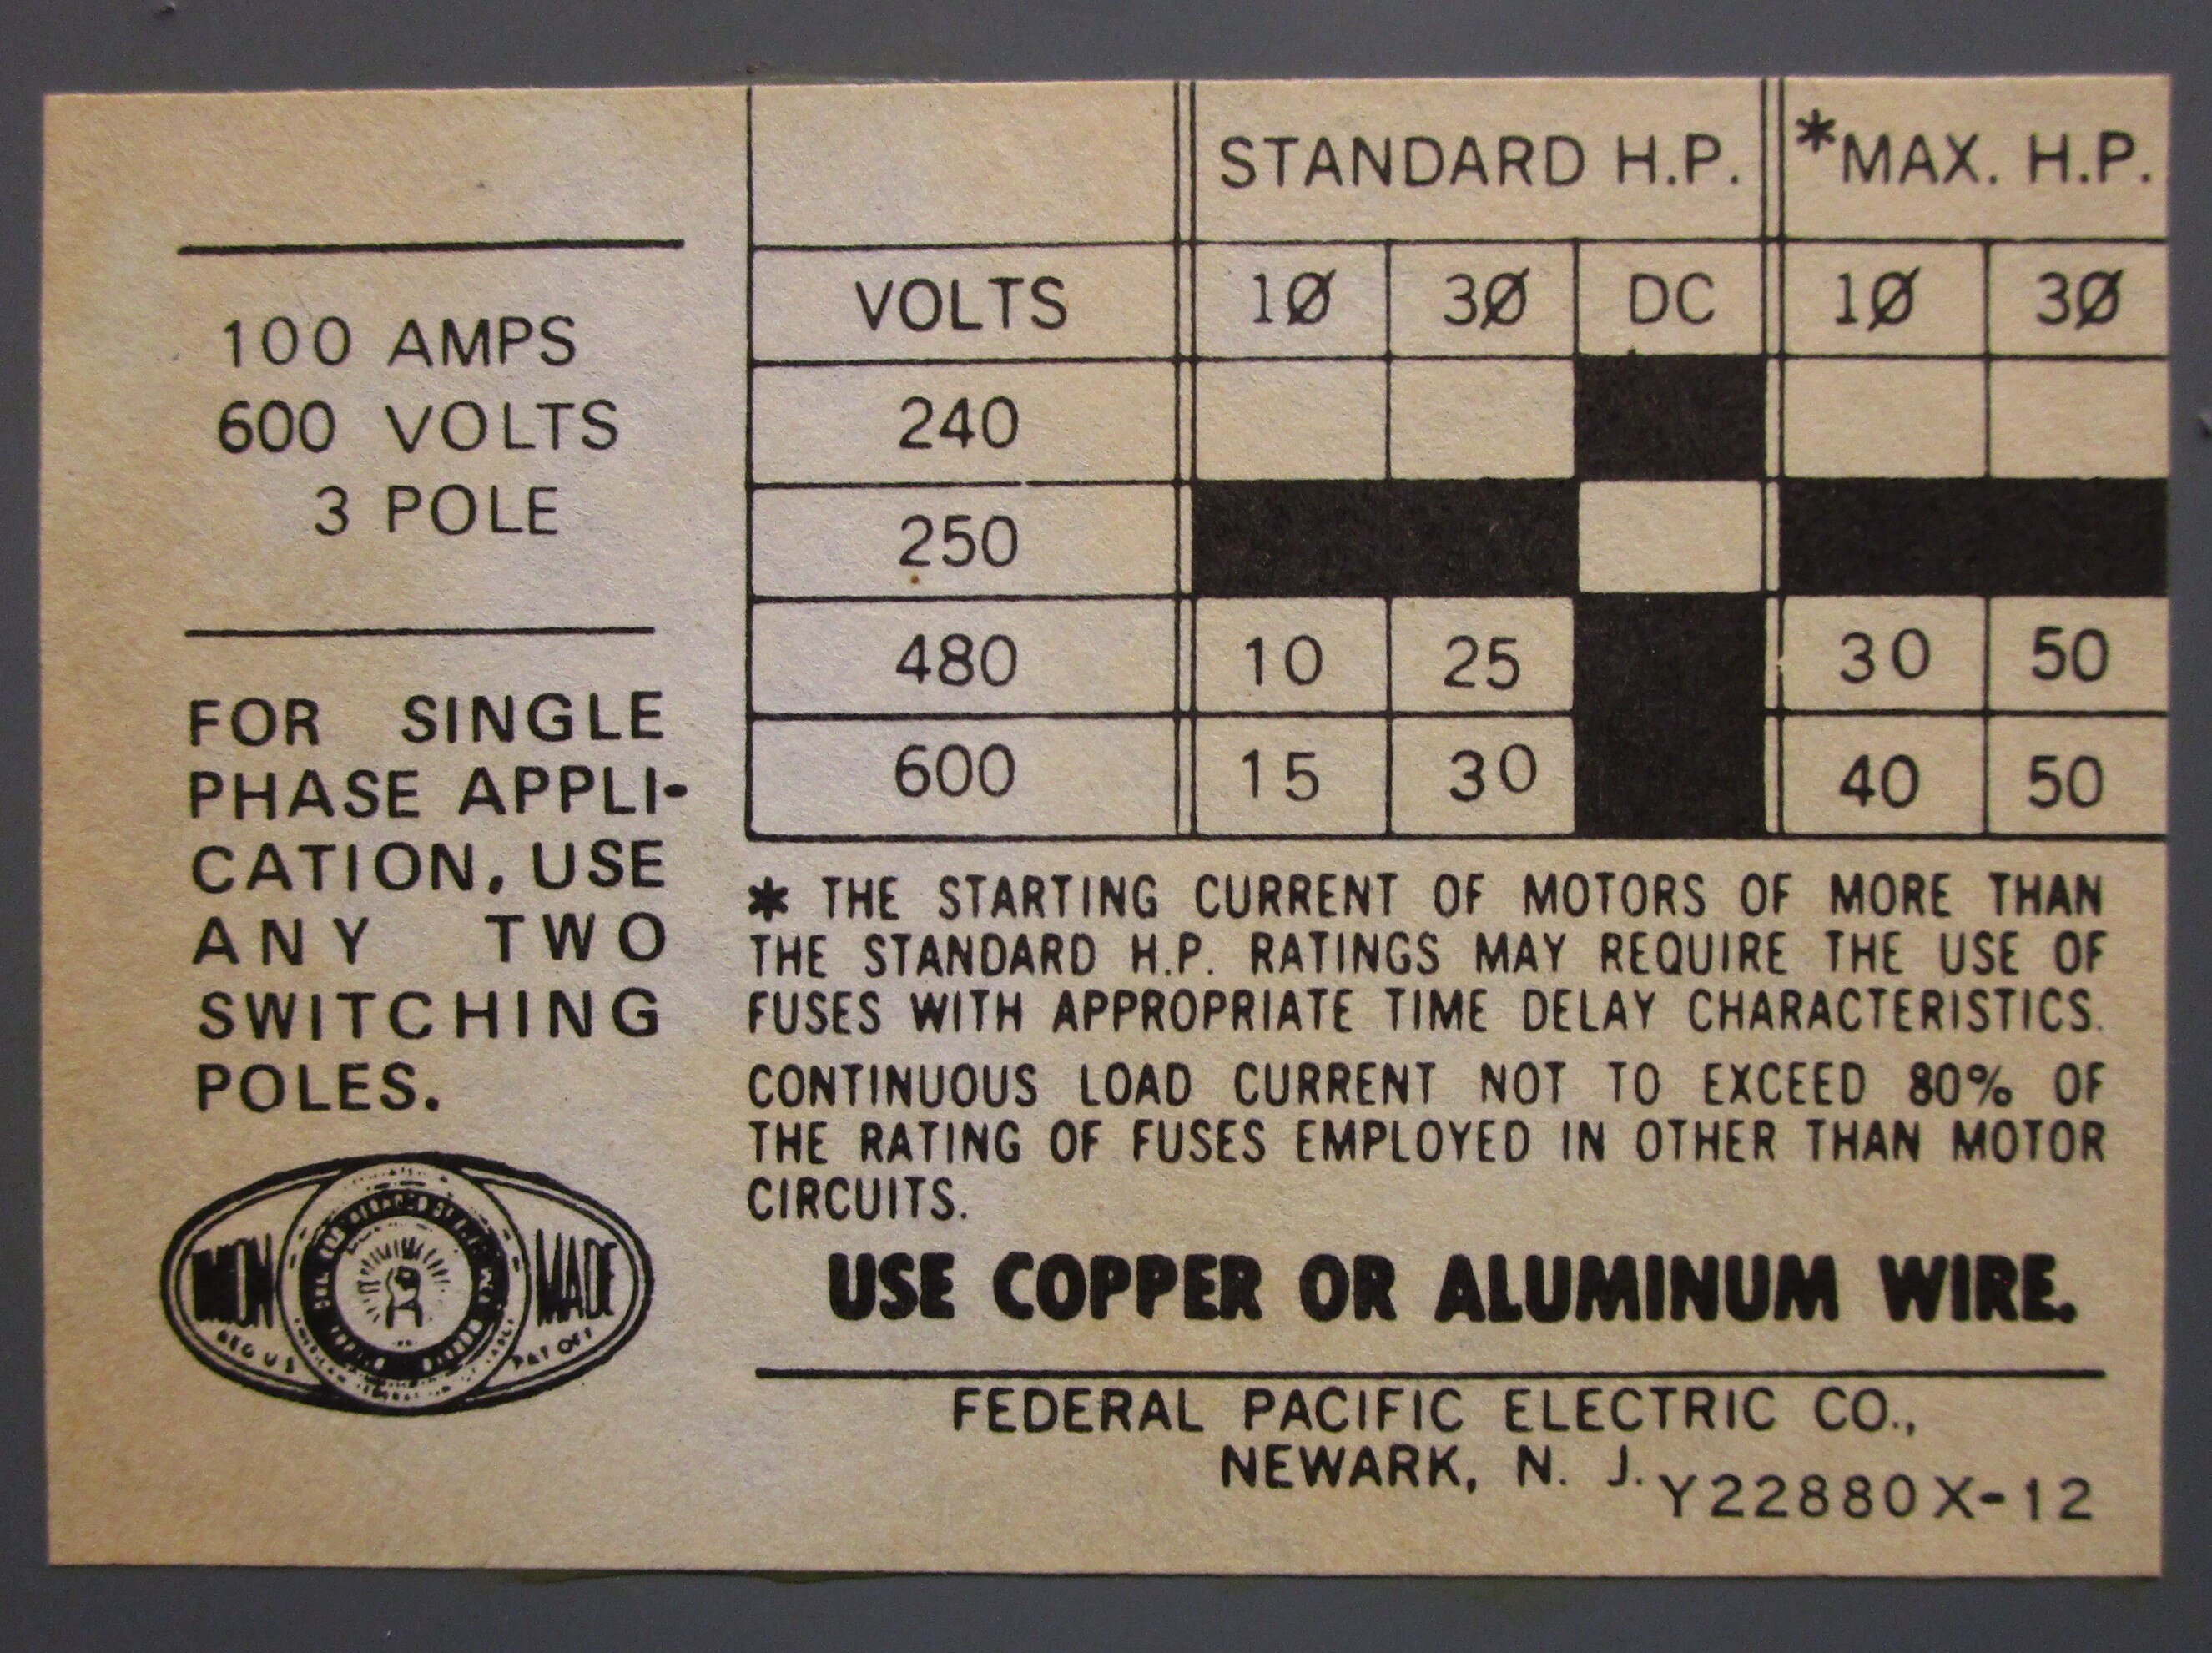 100 AMPS
600 VOLTS
3 POLE
FOR SINGLE
PHASE APPLI-
CATION, USE
ANY TWO
SWITCHING
POLES.
MADE
STANDARD H.P. *MAX. H.P.
VOLTS 1Ø 3Ø DC 1Ø 3Ø
240
250
480 10 25 30 50
600 15 30 40 50
* THE STARTING CURRENT OF MOTORS OF MORE THAN
THE STANDARD H.P. RATINGS MAY REQUIRE THE USE OF
FUSES WITH APPROPRIATE TIME DELAY CHARACTERISTICS.
CONTINUOUS LOAD CURRENT NOT TO EXCEED 80% OF
THE RATING OF FUSES EMPLOYED IN OTHER THAN MOTOR
CIRCUITS.
USE COPPER OR ALUMINUM WIRE.
FEDERAL PACIFIC ELECTRIC CO.,
NEWARK, N. J.
Y22880X-12